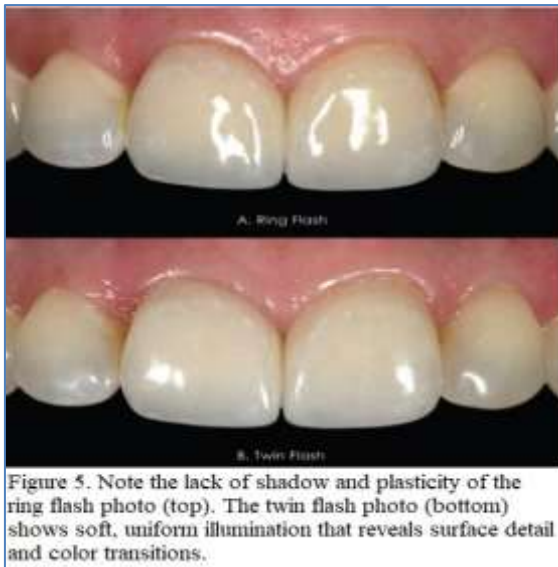 A. Ring Flash
B. Twin Flash
Figure 5. Note the lack of shadow and plasticity of the
ring flash photo (top). The twin flash photo (bottom)
shows soft, uniform illumination that reveals surface detail
and color transitions.